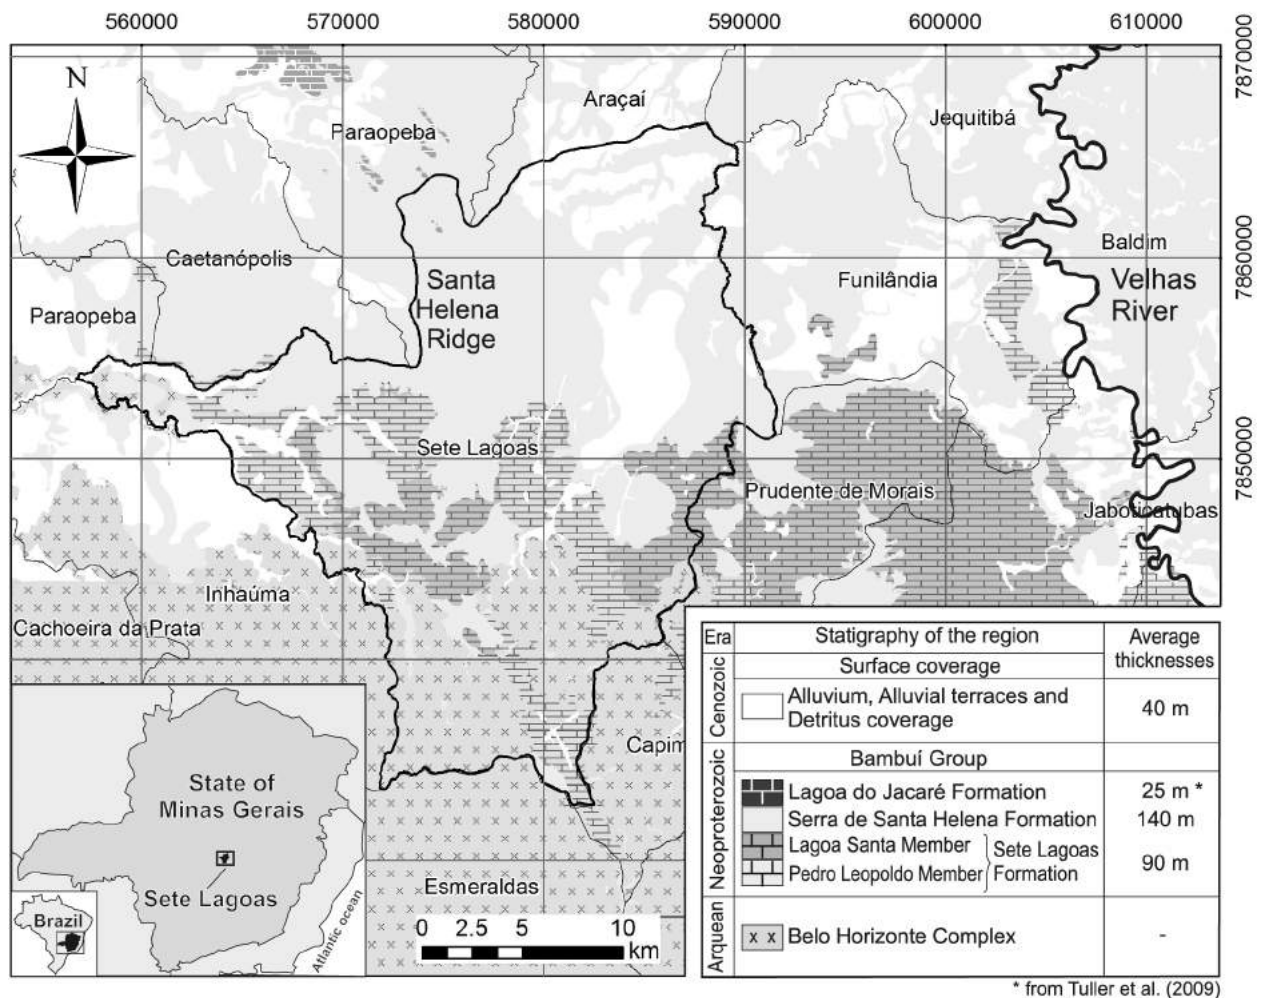 560000 570000 580000 590000 600000 610000
7870000
N
Araçaí
Jequitibá
Paraopeba
Baldim
Caetanópolis
7860000
Santa
Helena
Ridge
Funilândia
Velhas
River
Paraopeba
Sete Lagoas
7850000
Prudente de Morais
Jaboticatubas
Inhaúma
Cachoeira da Prata
Capim
Esmeraldas
State of
Minas Gerais
Sete Lagoas
Brazil
Atlantic ocean
0 2.5 5 10
km
Era Statigraphy of the region Average
thicknesses
Cenozoic
Surface coverage
Alluvium, Alluvial terraces and
Detritus coverage 40 m
Neoproterozoic
Bambuí Group
Lagoa do Jacaré Formation 25 m *
Serra de Santa Helena Formation 140 m
Lagoa Santa Member
Pedro Leopoldo Member
Sete Lagoas
Formation
90 m
Arquean
x x Belo Horizonte Complex -
* from Tuller et al. (2009)